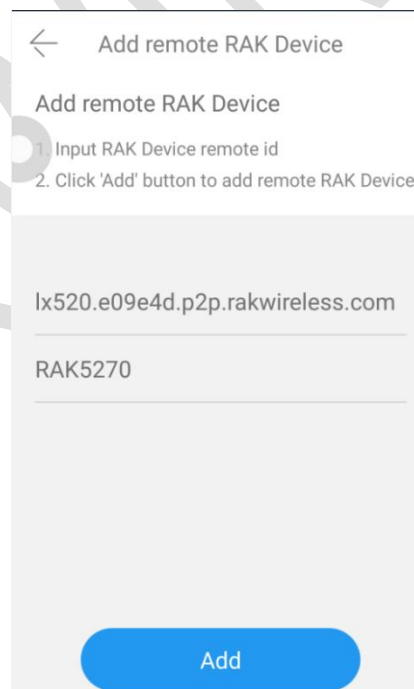 Add remote RAK Device
Add remote RAK Device
1. Input RAK Device remote id
2. Click 'Add' button to add remote RAK Device
lx520.e09e4d.p2p.rakwireless.com
RAK5270
Add